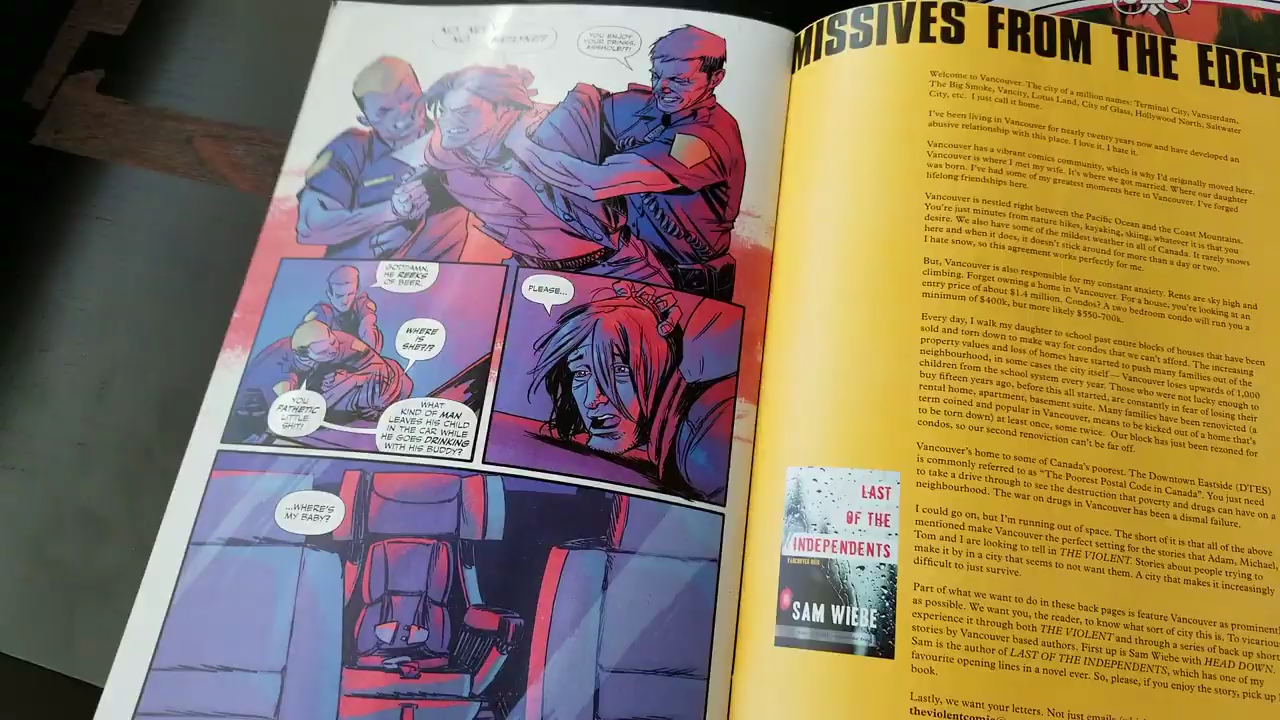 YOU ENJOY
YOUR DRINKS,
ASSHOLE!?!
GODDAMN,
HE REEKS
OF BEER.
WHERE
IS
SHE?!?
YOU
PATHETIC
LITTLE
SHIT!
WHAT
KIND OF MAN
LEAVES HIS CHILD
IN THE CAR WHILE
HE GOES DRINKING
WITH HIS BUDDY?
PLEASE...
...WHERE'S
MY BABY?
MISSIVES FROM THE EDGE
Welcome to Vancouver. The city of a million names: Terminal City, Vansterdam,
The Big Smoke, Vancity, Lotus Land, City of Glass, Hollywood North, Saltwater
City, etc. I just call it home.
I've been living in Vancouver for nearly twenty years now and have developed an
abusive relationship with this place. I love it. I hate it.
Vancouver has a vibrant comics community, which is why I'd originally moved here.
Vancouver is where I met my wife. It's where we got married. Where our daughter
was born. I've had some of my greatest moments here in Vancouver. I've forged
lifelong friendships here.
Vancouver is nestled right between the Pacific Ocean and the Coast Mountains.
You're just minutes from nature hikes, kayaking, skiing, whatever it is that you
desire. We also have some of the mildest weather in all of Canada. It rarely snows
here and when it does, it doesn't stick around for more than a day or two.
I hate snow, so this agreement works perfectly for me.
But, Vancouver is also responsible for my constant anxiety. Rents are sky high and
climbing. Forget owning a home in Vancouver. For a house, you're looking at an
entry price of about $1.4 million. Condos? A two bedroom condo will run you a
minimum of $400k, but more likely $550-700k.
Every day, I walk my daughter to school past entire blocks of houses that have been
sold and torn down to make way for condos that we can't afford. The increasing
property values and loss of homes have started to push many families out of the
neighbourhood, in some cases the city itself — Vancouver loses upwards of 1,000
children from the school system every year. Those who were not lucky enough to
buy fifteen years ago, before this all started, are constantly in fear of losing their
rental home, apartment, basement suite. Many families have been renovicted (a
term coined and popular in Vancouver, means to be kicked out of a home that's
to be torn down) at least once, some twice. Our block has just been rezoned for
condos, so our second renoviction can't be far off.
Vancouver's home to some of Canada's poorest. The Downtown Eastside (DTES)
is commonly referred to as "The Poorest Postal Code in Canada". You just need
to take a drive through to see the destruction that poverty and drugs can have on a
neighbourhood. The war on drugs in Vancouver has been a dismal failure.
I could go on, but I'm running out of space. The short of it is that all of the above
mentioned make Vancouver the perfect setting for the stories that Adam, Michael,
Tom and I are looking to tell in THE VIOLENT. Stories about people trying to
make it by in a city that seems to not want them. A city that makes it increasingly
difficult to just survive.
Part of what we want to do in these back pages is feature Vancouver as prominent
as possible. We want you, the reader, to know what sort of city this is. To vicarious
experience it through both THE VIOLENT and through a series of back up short
stories by Vancouver based authors. First up is Sam Wiebe with HEAD DOWN.
Sam is the author of LAST OF THE INDEPENDENTS, which has one of my
favourite opening lines in a novel ever. So, please, if you enjoy the story, pick up
book.
Lastly, we want your letters. Not just emails
theviolentcomic@
LAST
OF THE
INDEPENDENTS
VANCOUVER NOIR
SAM WIEBE